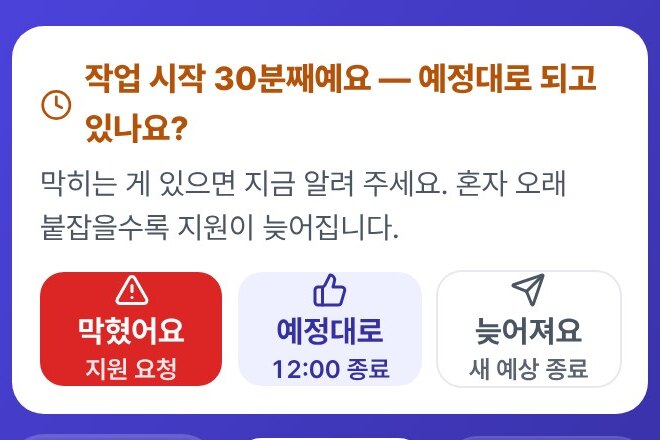 작업 시작 30분째예요 — 예정대로 되고
있나요?
막히는 게 있으면 지금 알려 주세요. 혼자 오래
붙잡을수록 지원이 늦어집니다.
막혔어요
지원 요청
예정대로
12:00 종료
늦어져요
새 예상 종료